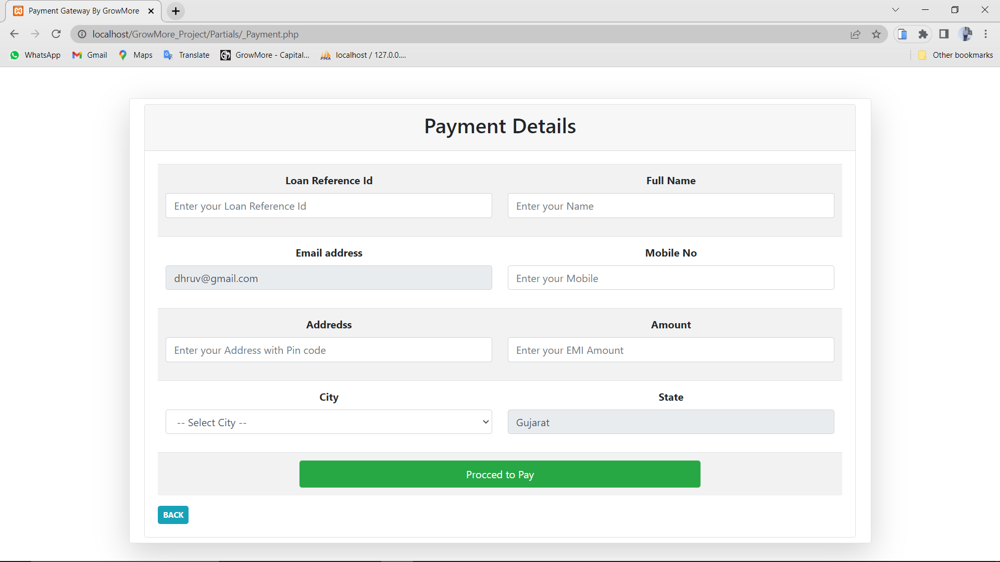 Payment Gateway By GrowMore
localhost/GrowMore_Project/Partials/_Payment.php
WhatsApp Gmail Maps Translate GrowMore - Capital... localhost / 127.0.0.... Other bookmarks
Payment Details
Loan Reference Id Full Name
Enter your Loan Reference Id Enter your Name
Email address Mobile No
dhruv@gmail.com Enter your Mobile
Addredss Amount
Enter your Address with Pin code Enter your EMI Amount
City State
-- Select City -- Gujarat
Procced to Pay
BACK